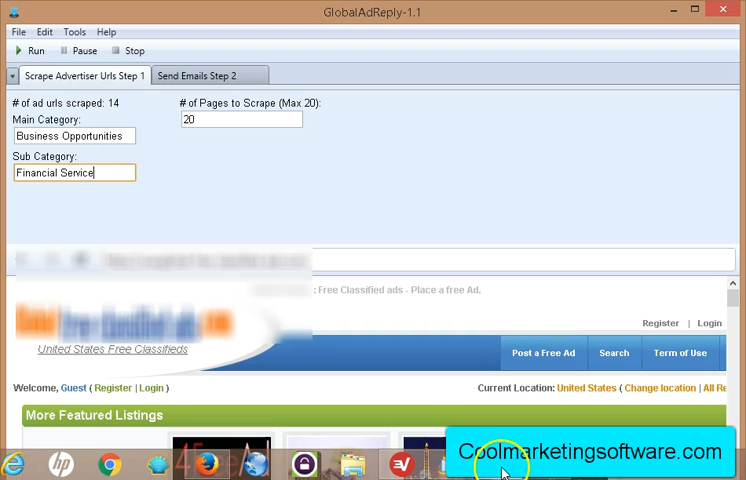 GlobalAdReply-1.1
File Edit Tools Help
Run Pause Stop
Scrape Advertiser Urls Step 1 Send Emails Step 2
# of ad urls scraped: 14 # of Pages to Scrape (Max 20):
Main Category: 20
Business Opportunities
Sub Category:
Financial Service
: Free Classified ads - Place a free Ad.
Register | Login
United States Free Classifieds
Post a Free Ad Search Term of Use
Welcome, Guest ( Register | Login ) Current Location: United States ( Change location | All Re
More Featured Listings
Coolmarketingsoftware.com
hp